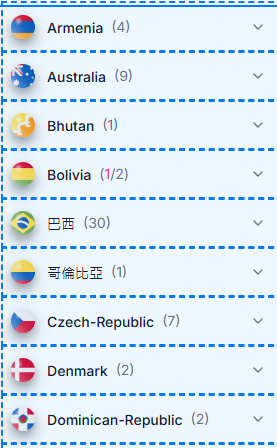 Armenia (4)
Australia (9)
Bhutan (1)
Bolivia (1/2)
巴西 (30)
哥倫比亞 (1)
Czech-Republic (7)
Denmark (2)
Dominican-Republic (2)